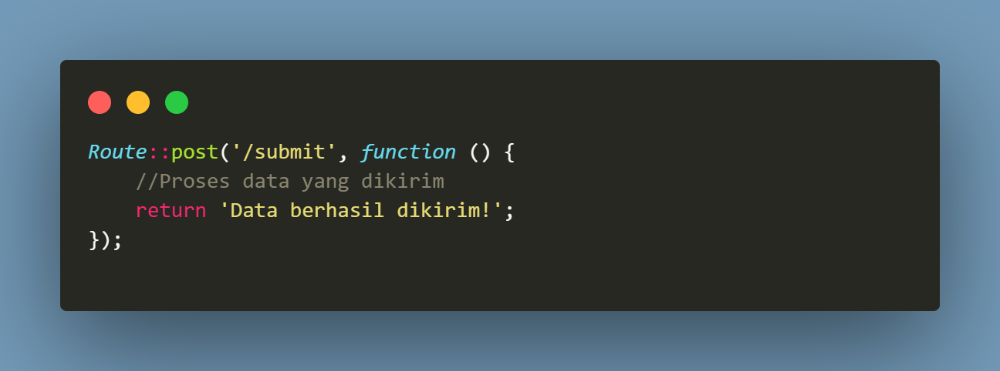 Route::post('/submit', function () {
    //Proses data yang dikirim
    return 'Data berhasil dikirim!';
});